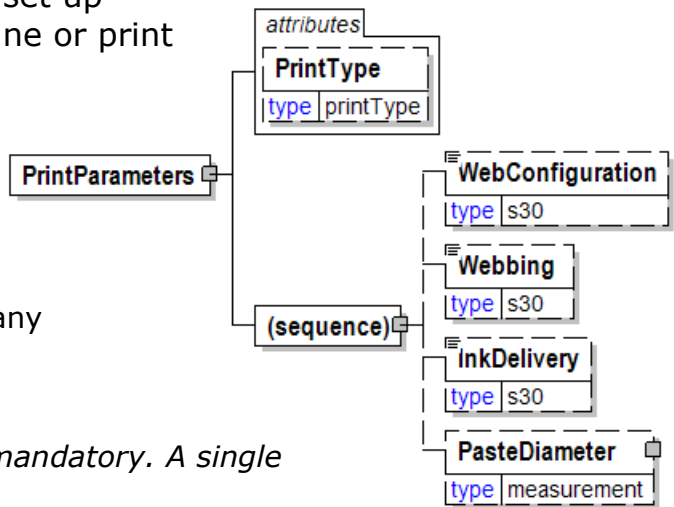 set up
ne or print
any
mandatory. A single
PrintParameters
attributes
PrintType
type printType
(sequence)
WebConfiguration
type s30
Webbing
type s30
InkDelivery
type s30
PasteDiameter
type measurement